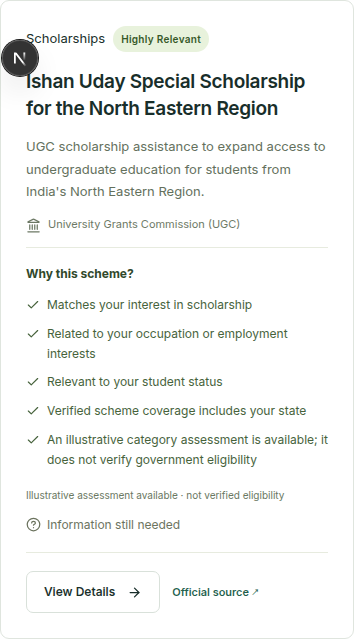 Scholarships Highly Relevant
N
Ishan Uday Special Scholarship
for the North Eastern Region
UGC scholarship assistance to expand access to
undergraduate education for students from
India's North Eastern Region.
University Grants Commission (UGC)
Why this scheme?
Matches your interest in scholarship
Related to your occupation or employment
interests
Relevant to your student status
Verified scheme coverage includes your state
An illustrative category assessment is available; it
does not verify government eligibility
Illustrative assessment available · not verified eligibility
Information still needed
View Details → Official source ↗